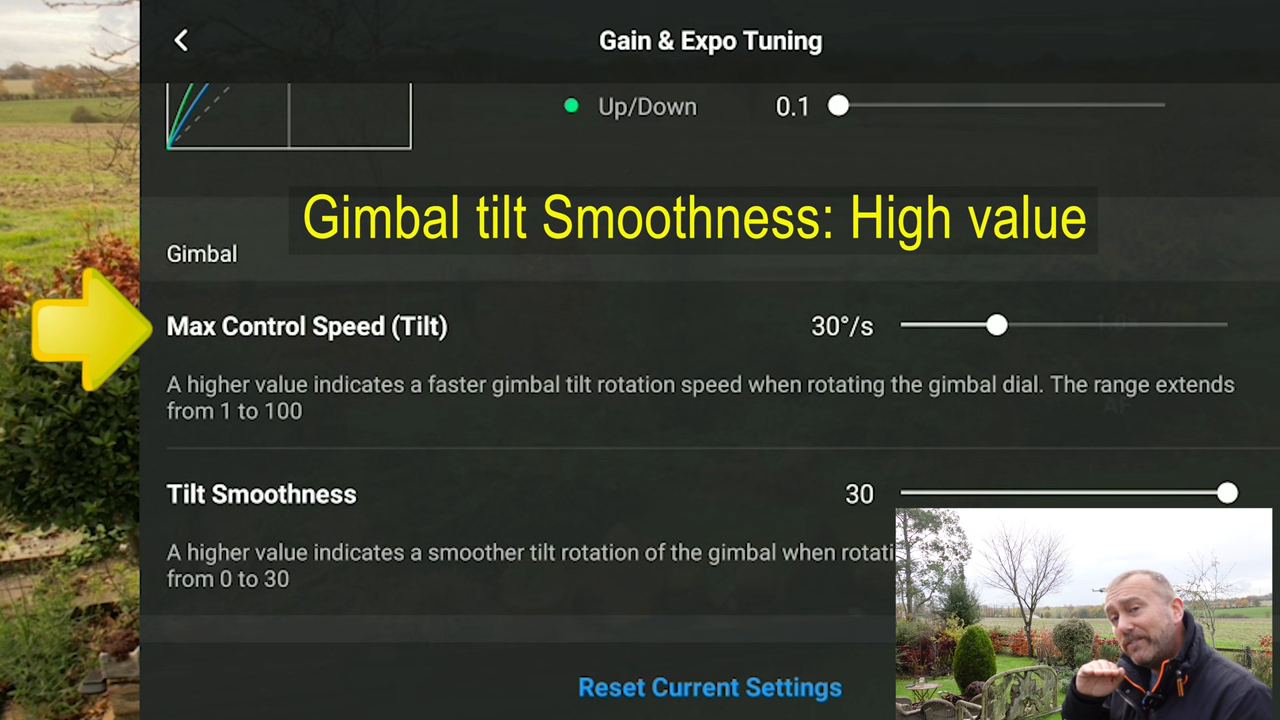 Gain & Expo Tuning
Up/Down 0.1
Gimbal tilt Smoothness: High value
Gimbal
Max Control Speed (Tilt) 30°/s
A higher value indicates a faster gimbal tilt rotation speed when rotating the gimbal dial. The range extends
from 1 to 100
Tilt Smoothness 30
A higher value indicates a smoother tilt rotation of the gimbal when rotati
from 0 to 30
Reset Current Settings